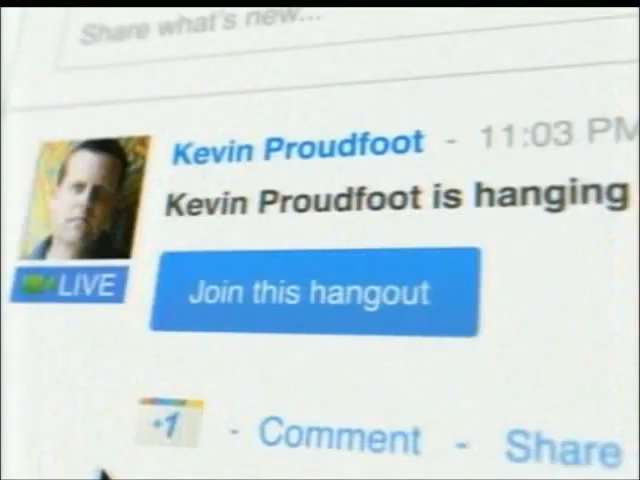 Share what's new...
Kevin Proudfoot - 11:03 PM
Kevin Proudfoot is hanging
LIVE
Join this hangout
+1 - Comment - Share